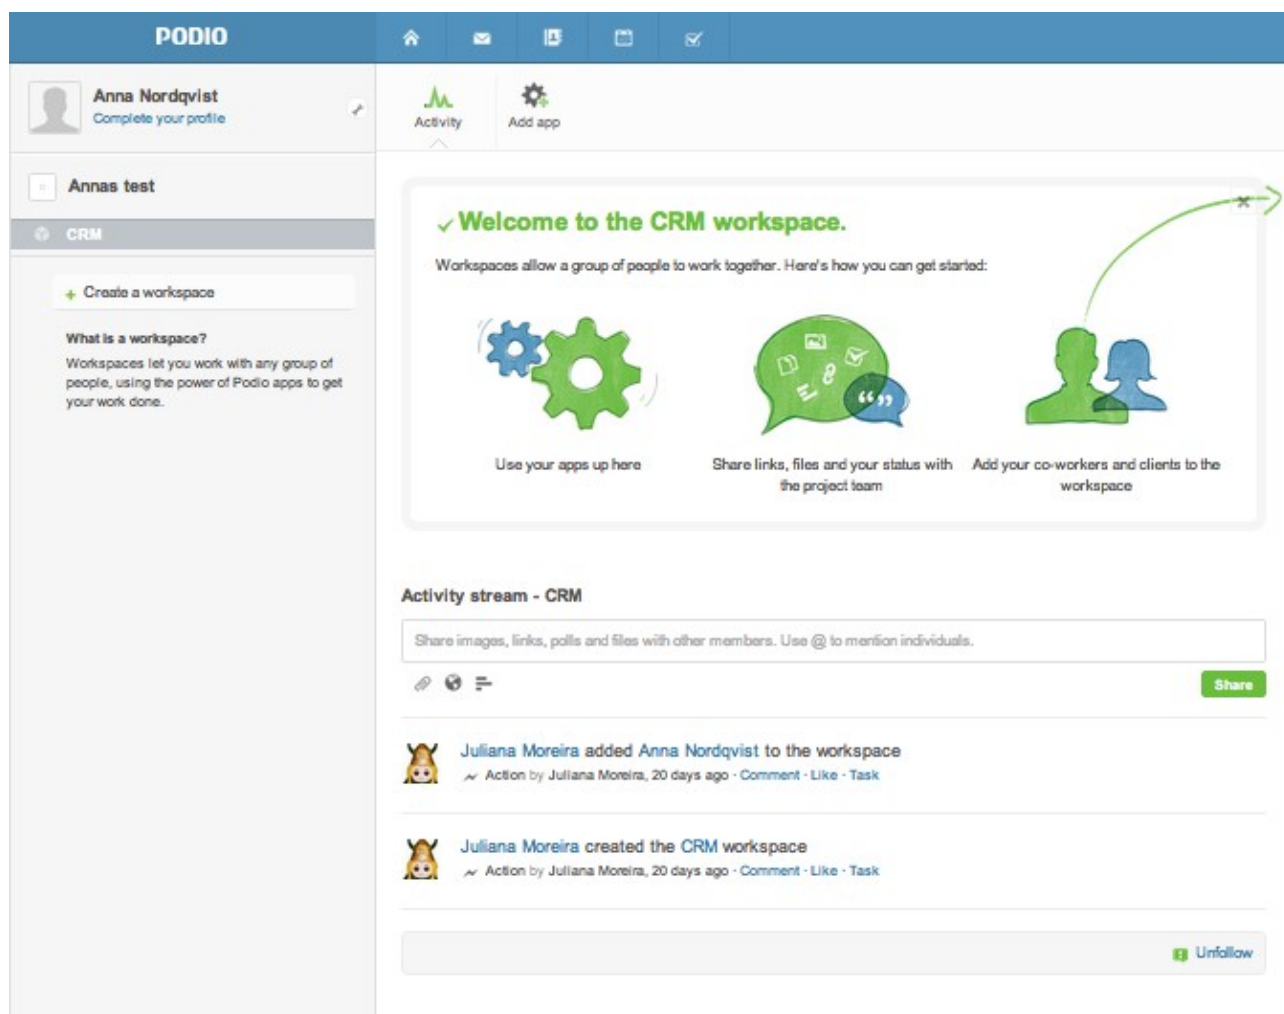 PODIO
Anna Nordqvist
Complete your profile
Annas test
CRM
+ Create a workspace
What is a workspace?
Workspaces let you work with any group of
people, using the power of Podio apps to get
your work done.
Activity
Add app
Welcome to the CRM workspace.
Workspaces allow a group of people to work together. Here's how you can get started:
Use your apps up here
Share links, files and your status with
the project team
Add your co-workers and clients to the
workspace
Activity stream - CRM
Share images, links, polls and files with other members. Use @ to mention individuals.
Share
Juliana Moreira added Anna Nordqvist to the workspace
Action by Juliana Moreira, 20 days ago · Comment · Like · Task
Juliana Moreira created the CRM workspace
Action by Juliana Moreira, 20 days ago · Comment · Like · Task
Unfollow